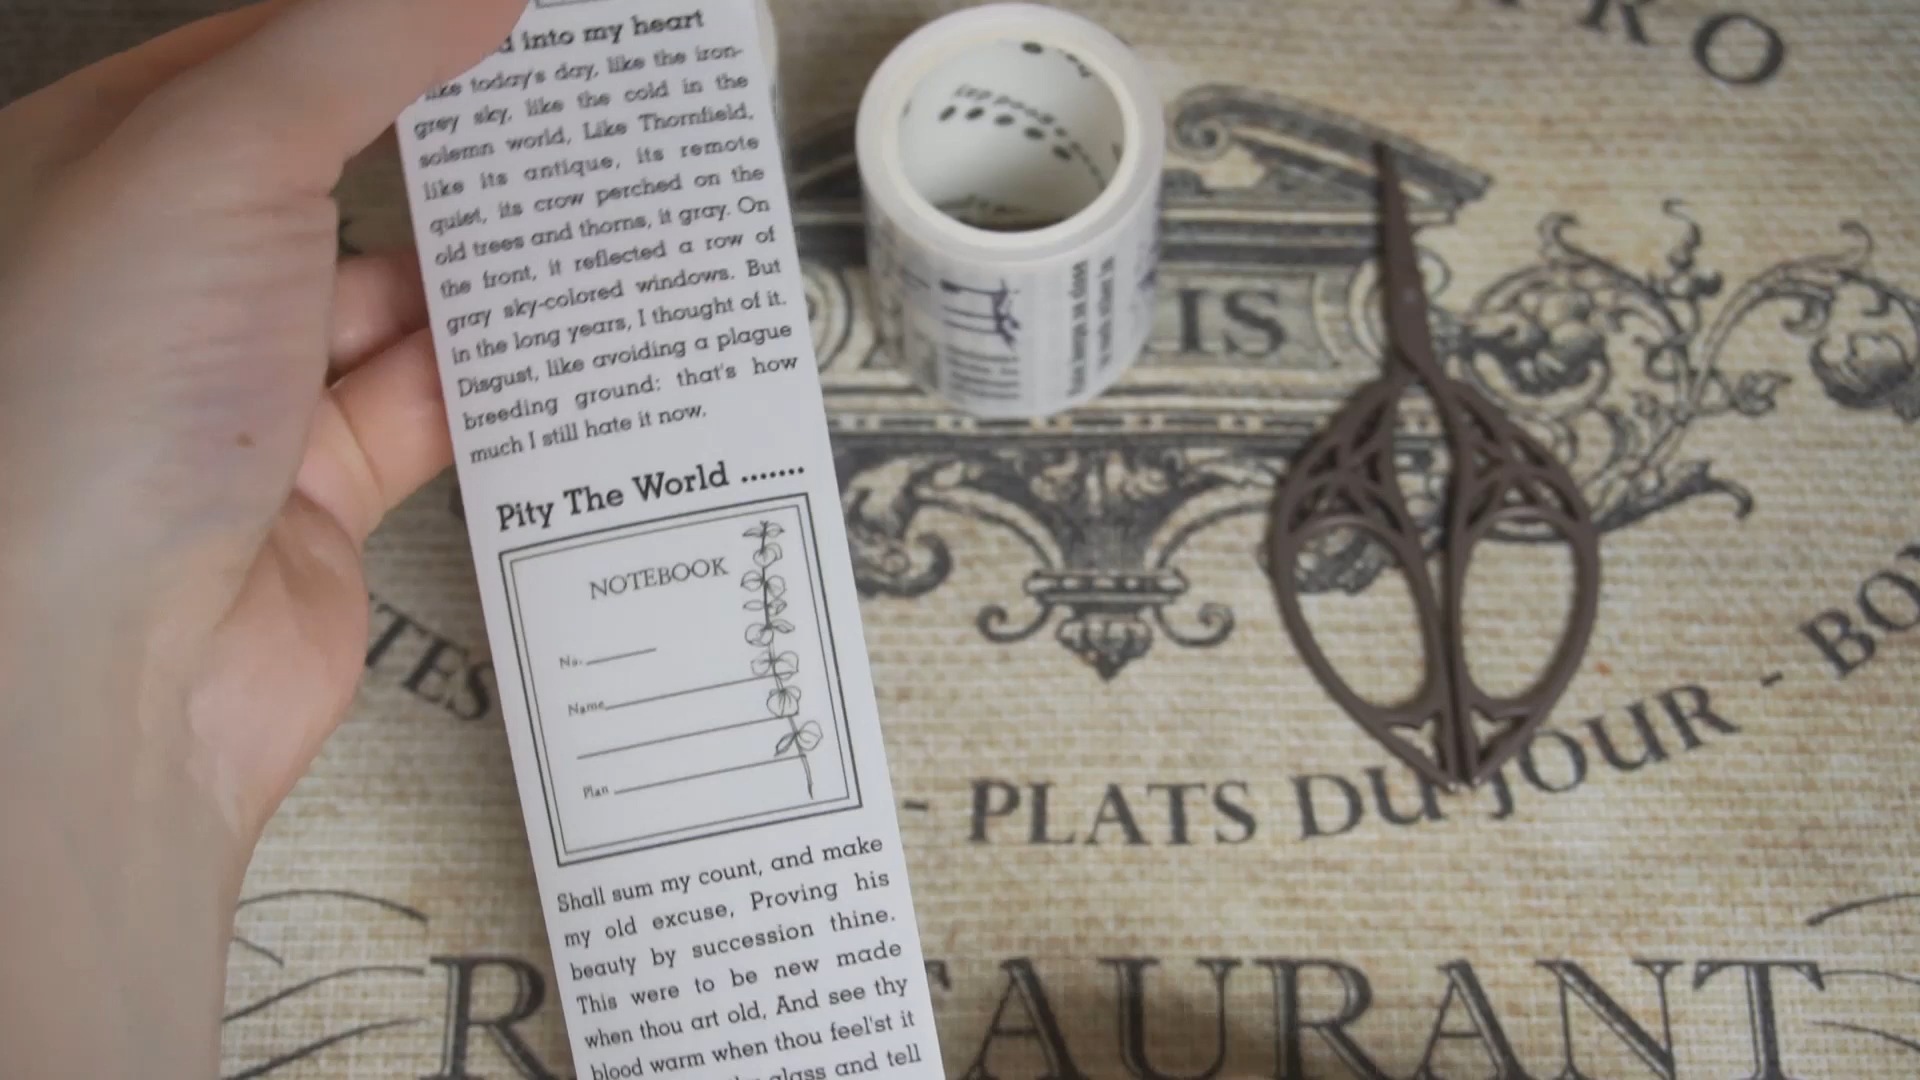 into my heart
like today's day, like the iron-
grey sky, like the cold in the
solemn world, Like Thornfield,
like its antique, its remote
quiet, its crow perched on the
old trees and thorns, it gray. On
the front, it reflected a row of
gray sky-colored windows. But
in the long years, I thought of it.
Disgust, like avoiding a plague
breeding ground: that's how
much I still hate it now.
Pity The World .......
NOTEBOOK
No.
Name
Plan
Shall sum my count, and make
my old excuse, Proving his
beauty by succession thine.
This were to be new made
when thou art old, And see thy
blood warm when thou feel'st it
glass and tell
RO
IS
TES
- PLATS DU JOUR - BO
R TAURANT